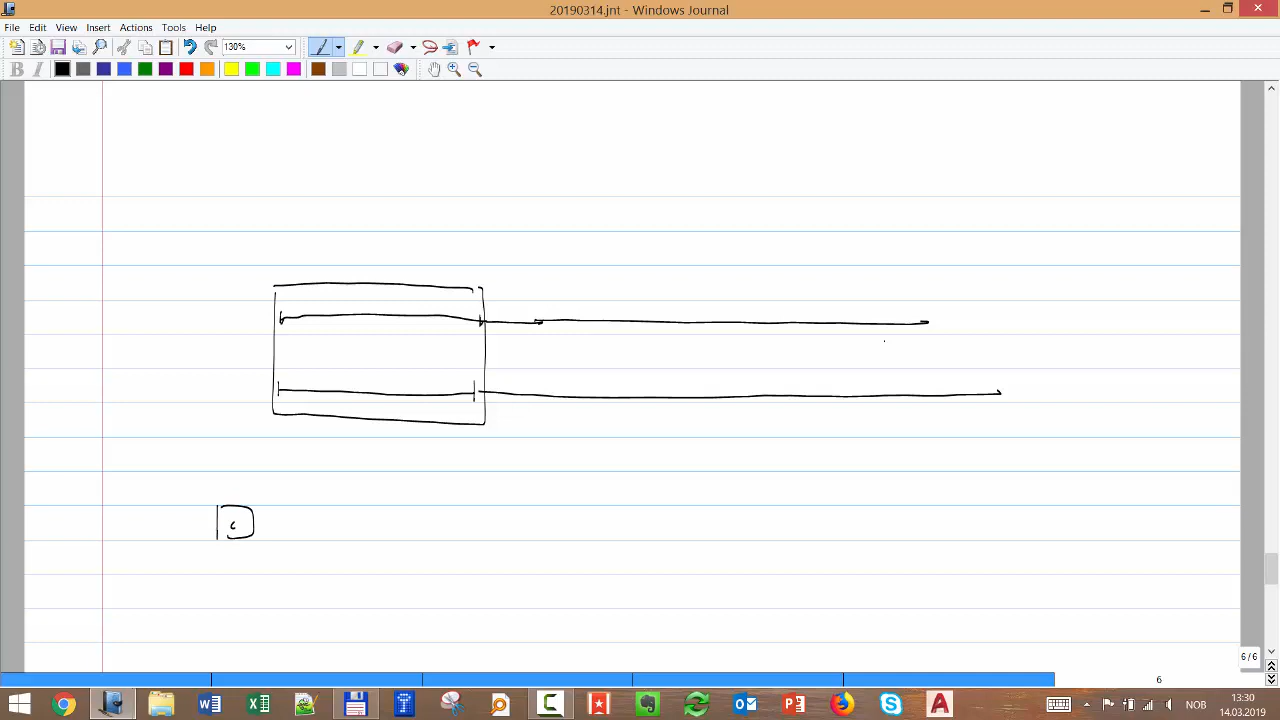 20190314.jnt - Windows Journal
File Edit View Insert Actions Tools Help
130%
B I
c
6 / 6
6
NOB
13:30
14.03.2019